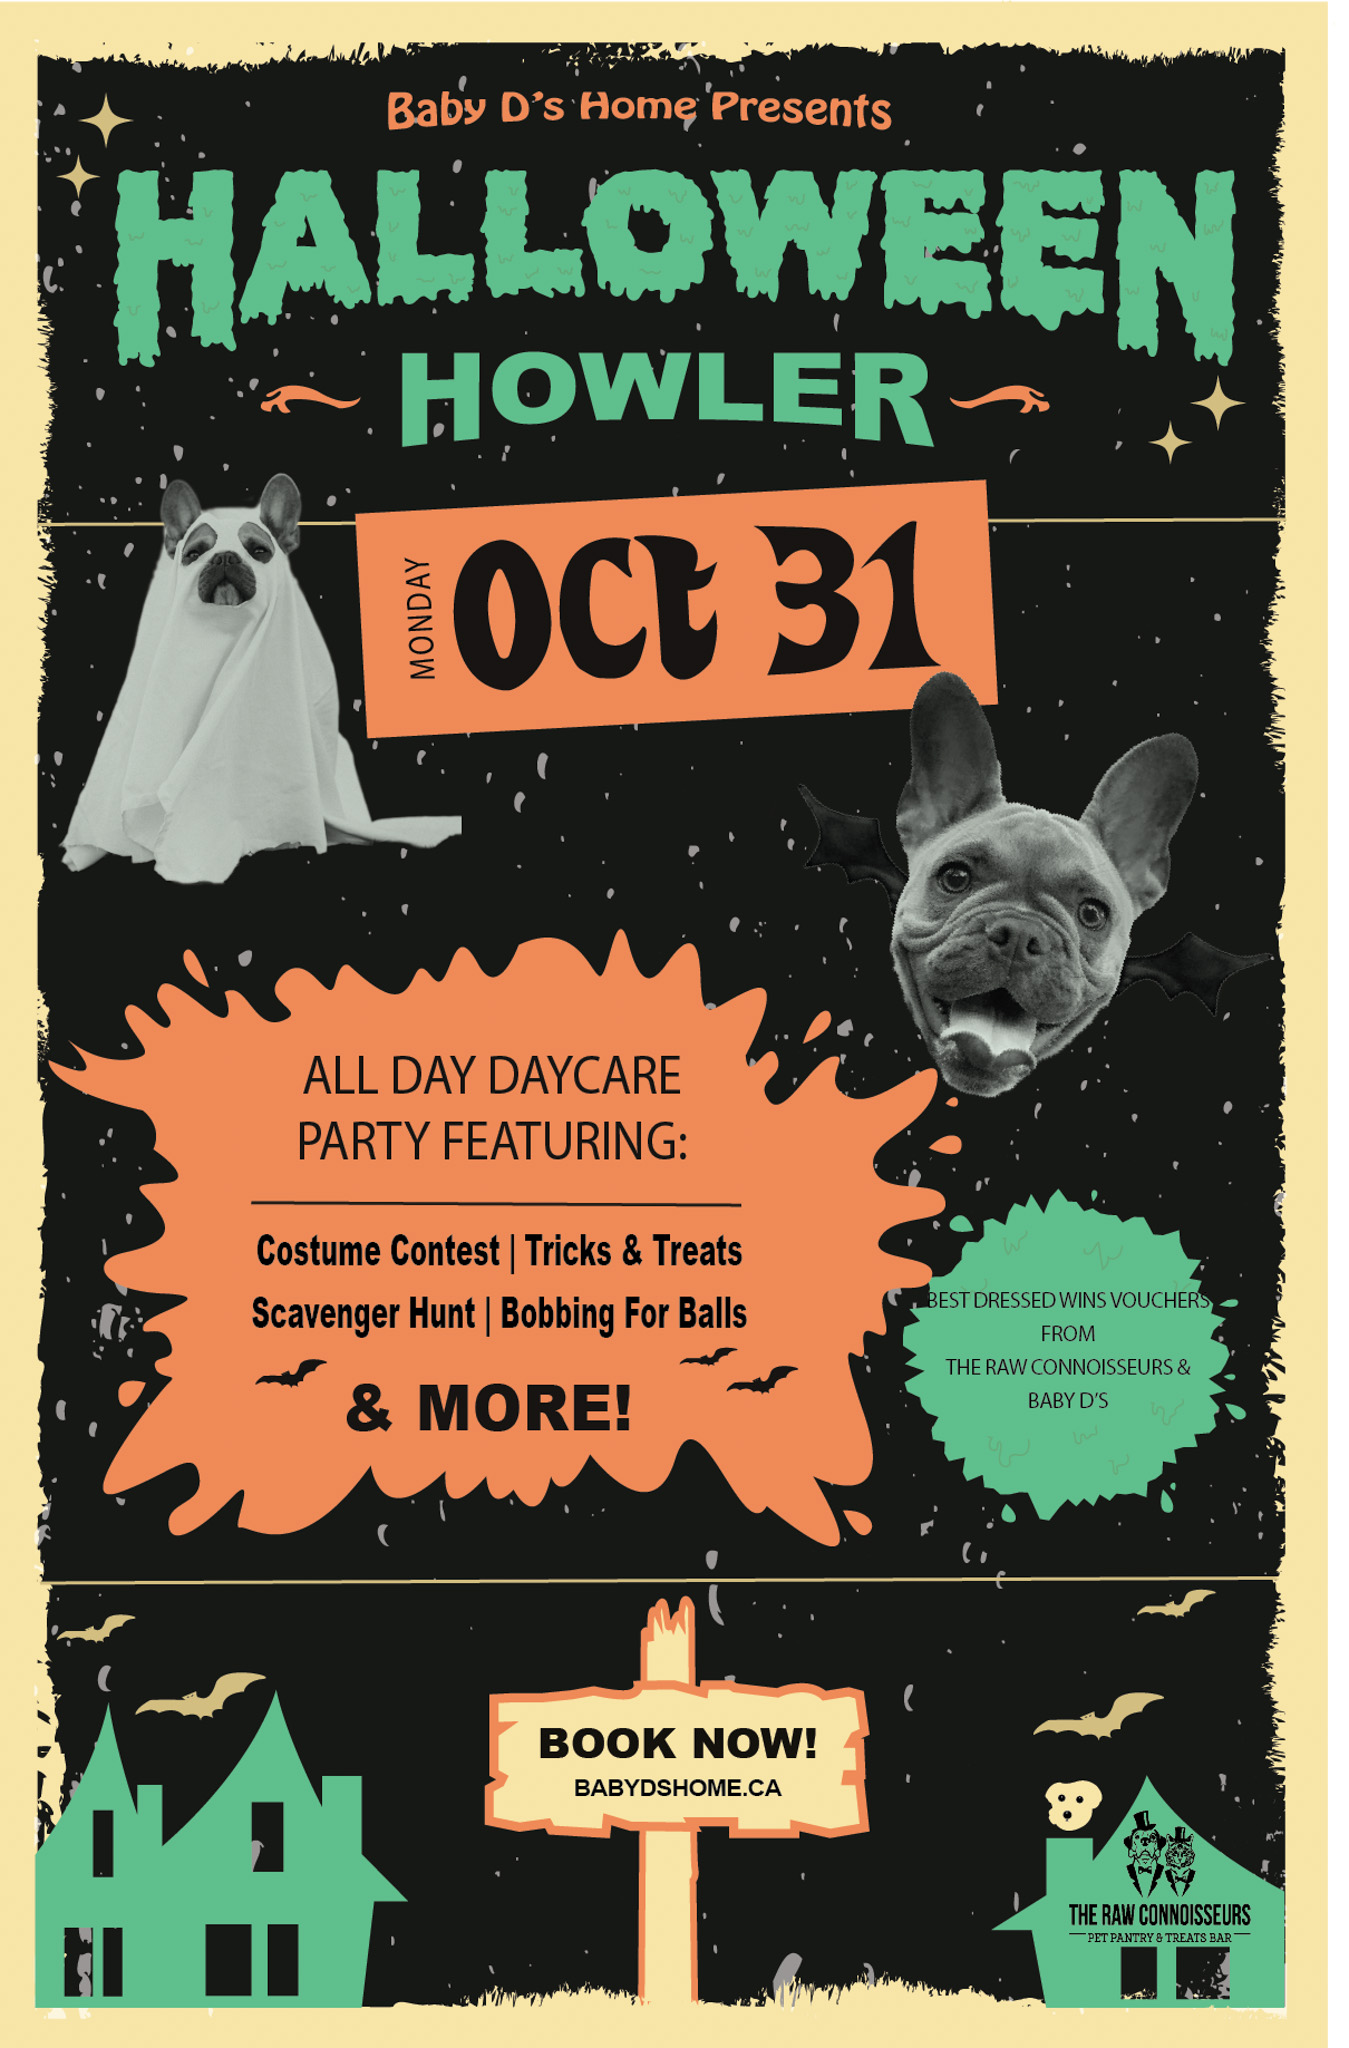 Baby D's Home Presents
HALLOWEEN
HOWLER
MONDAY
Oct 31
ALL DAY DAYCARE
PARTY FEATURING:
Costume Contest | Tricks & Treats
Scavenger Hunt | Bobbing For Balls
& MORE!
BEST DRESSED WINS VOUCHERS
FROM
THE RAW CONNOISSEURS &
BABY D'S
BOOK NOW!
BABYDSHOME.CA
THE RAW CONNOISSEURS
PET PANTRY & TREATS BAR